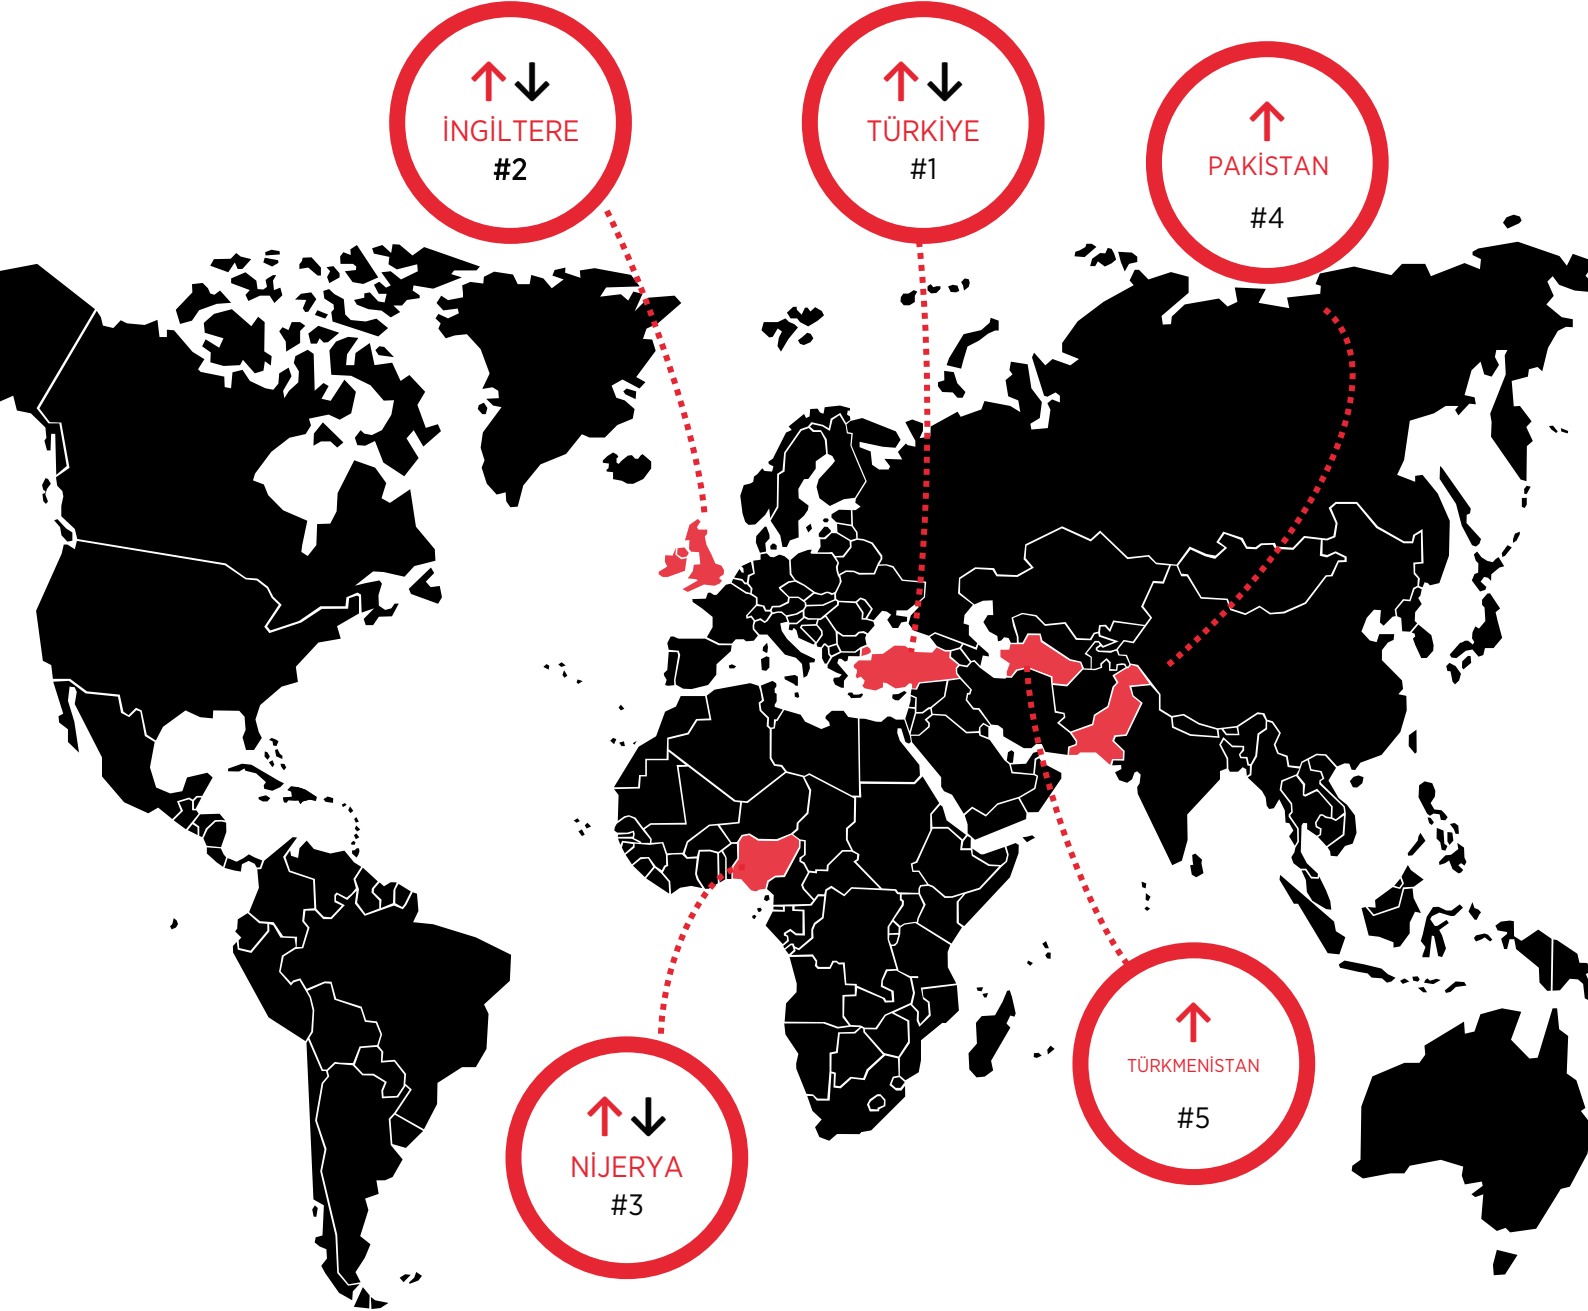 İNGİLTERE
#2
TÜRKİYE
#1
PAKİSTAN
#4
NİJERYA
#3
TÜRKMENİSTAN
#5